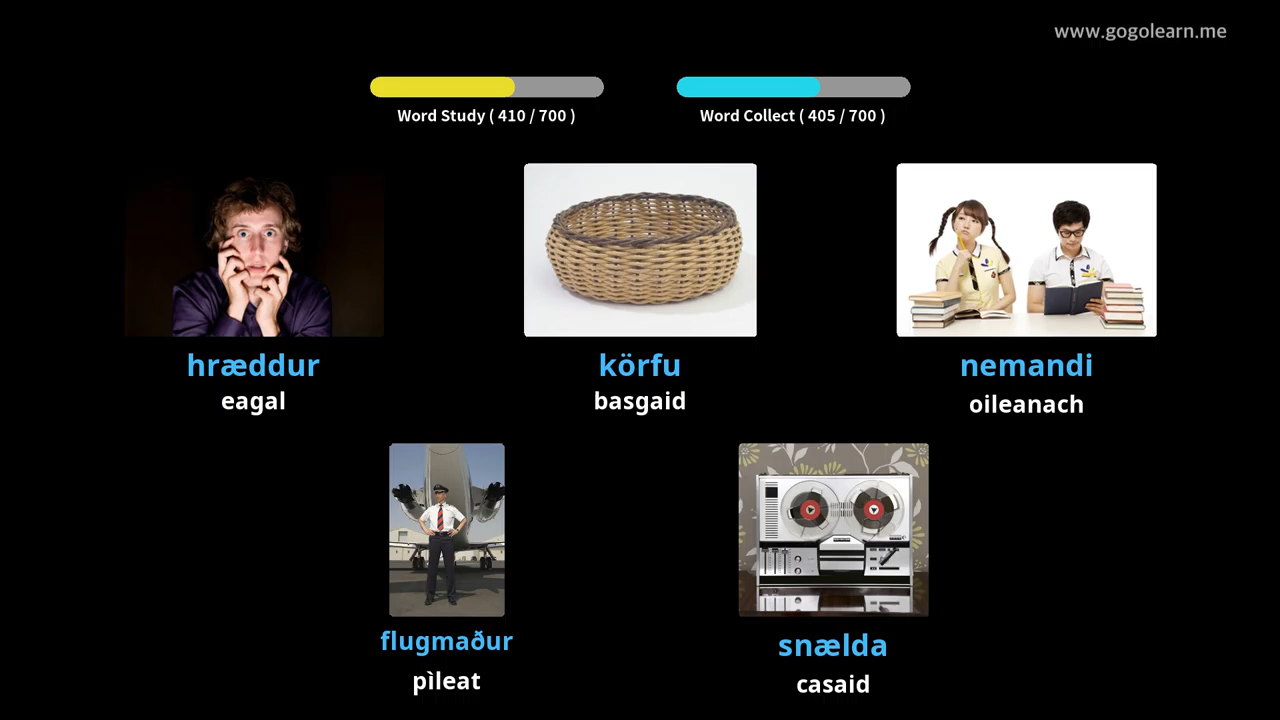 www.gogolearn.me
Word Study ( 410 / 700 )
Word Collect ( 405 / 700 )
hræddur
eagal
körfu
basgaid
nemandi
oileanach
flugmaður
pìleat
snælda
casaid